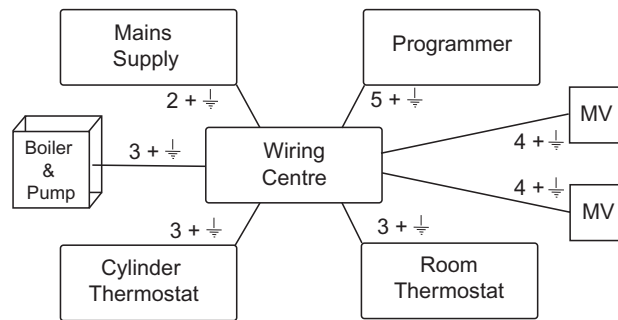 Mains
Supply
Programmer
2 + ⏚
5 + ⏚
MV
4 + ⏚
Boiler
&
Pump
3 + ⏚
Wiring
Centre
4 + ⏚
MV
3 + ⏚
3 + ⏚
Cylinder
Thermostat
Room
Thermostat